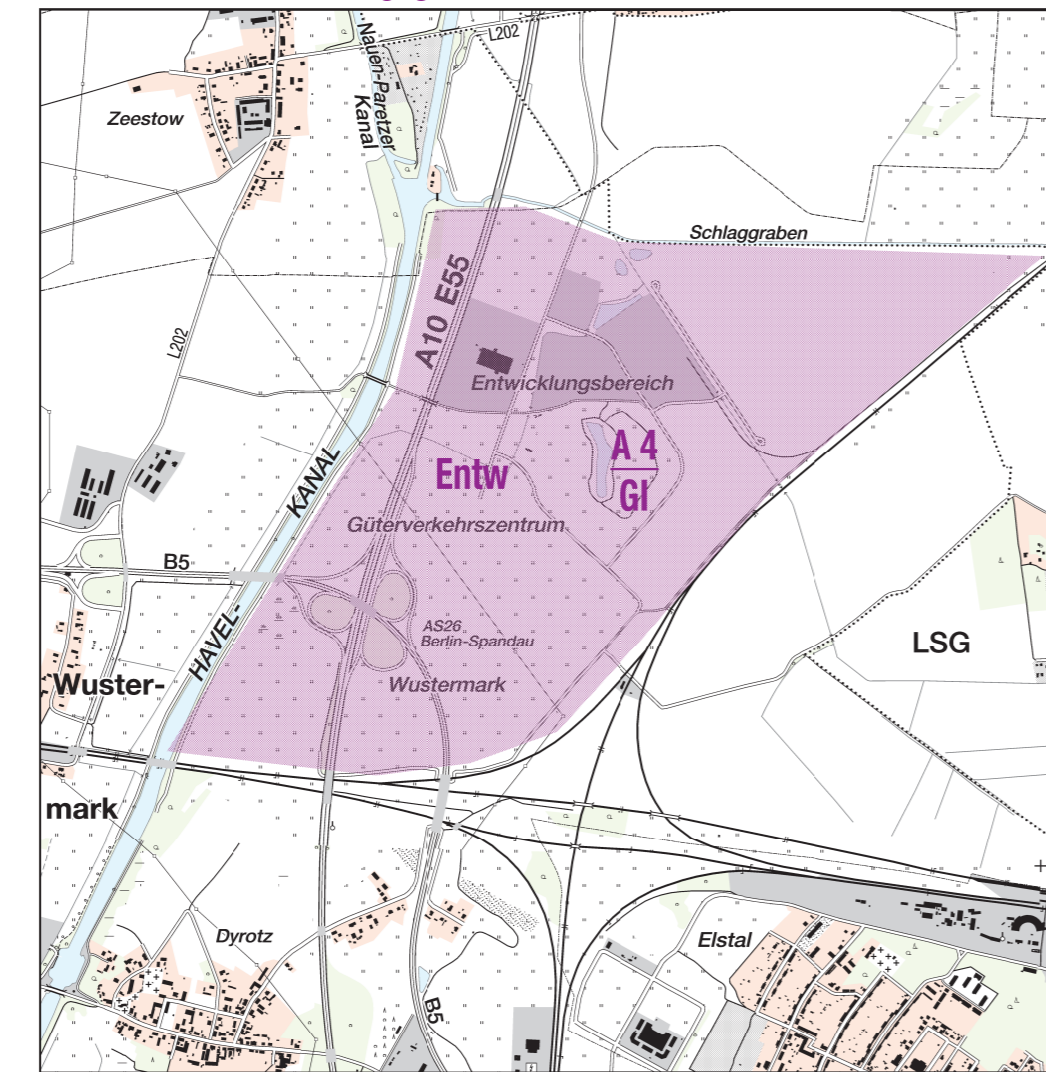 L202
Nauen-Paretzer
Kanal
Zeestow
Schlaggraben
A10 E55
L202
Entwicklungsbereich
Entw
A 4
GI
KANAL
Güterverkehrszentrum
B5
HAVEL-
AS26
Berlin-Spandau
LSG
Wuster-
Wustermark
mark
Dyrotz
Elstal
B5